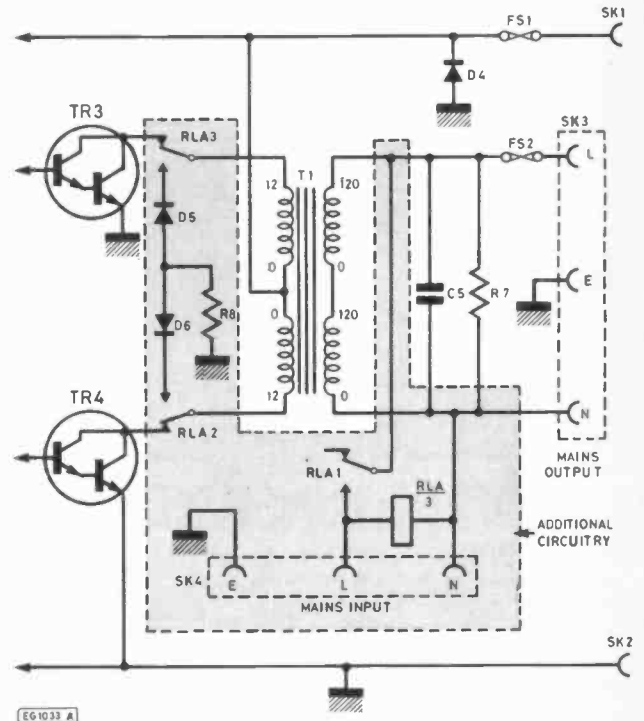 FS1
SK1
D4
TR3
RLA3
SK3
FS2
L
12
T1
120
D5
0
0
C5
R7
E
R8
0
120
D6
12
0
TR4
RLA2
N
RLA1
MAINS
OUTPUT
RLA
3
ADDITIONAL
CIRCUITRY
SK4
E
L
N
MAINS INPUT
SK2
EG1033 A